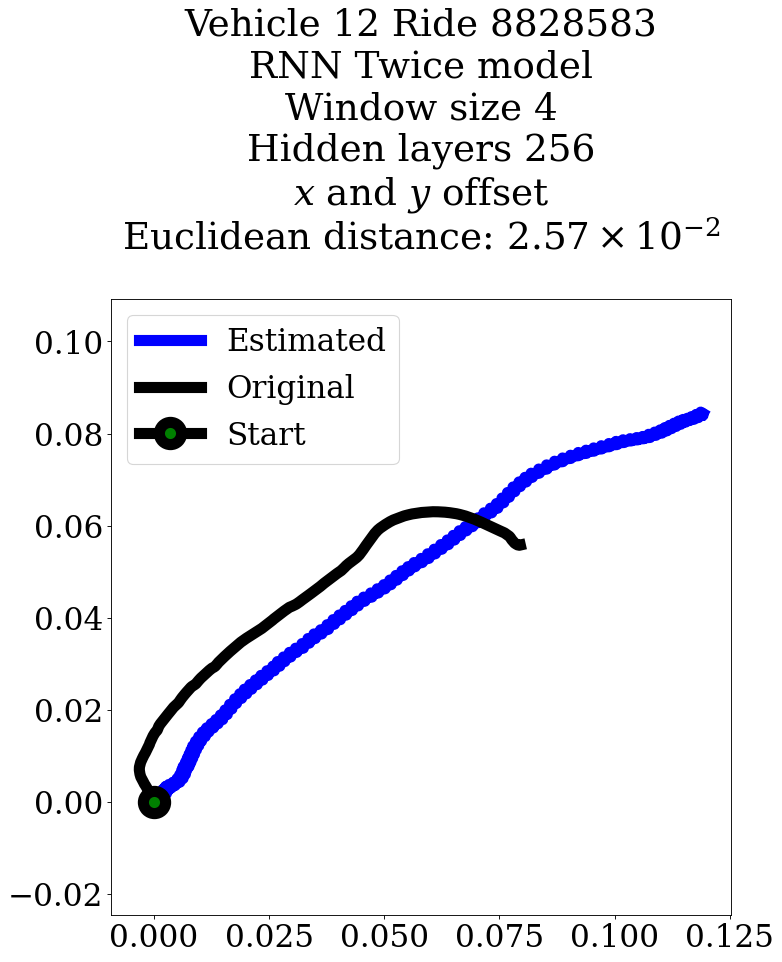 Vehicle 12 Ride 8828583
RNN Twice model
Window size 4
Hidden layers 256
x and y offset
Euclidean distance: 2.57 × 10⁻²
Estimated
Original
Start
0.10
0.08
0.06
0.04
0.02
0.00
−0.02
0.000 0.025 0.050 0.075 0.100 0.125